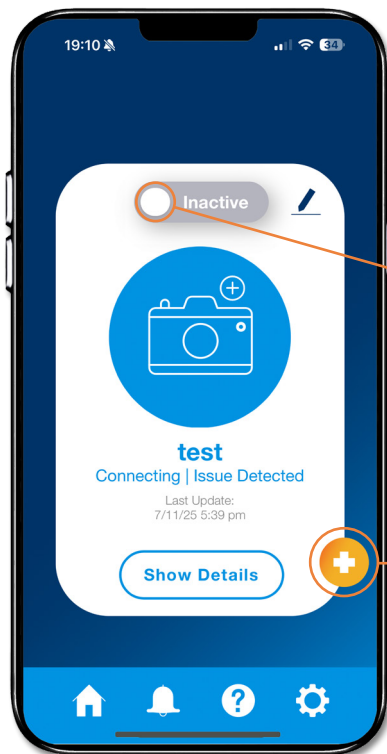 19:10
34
Inactive
test
Connecting | Issue Detected
Last Update:
7/11/25 5:39 pm
Show Details
?